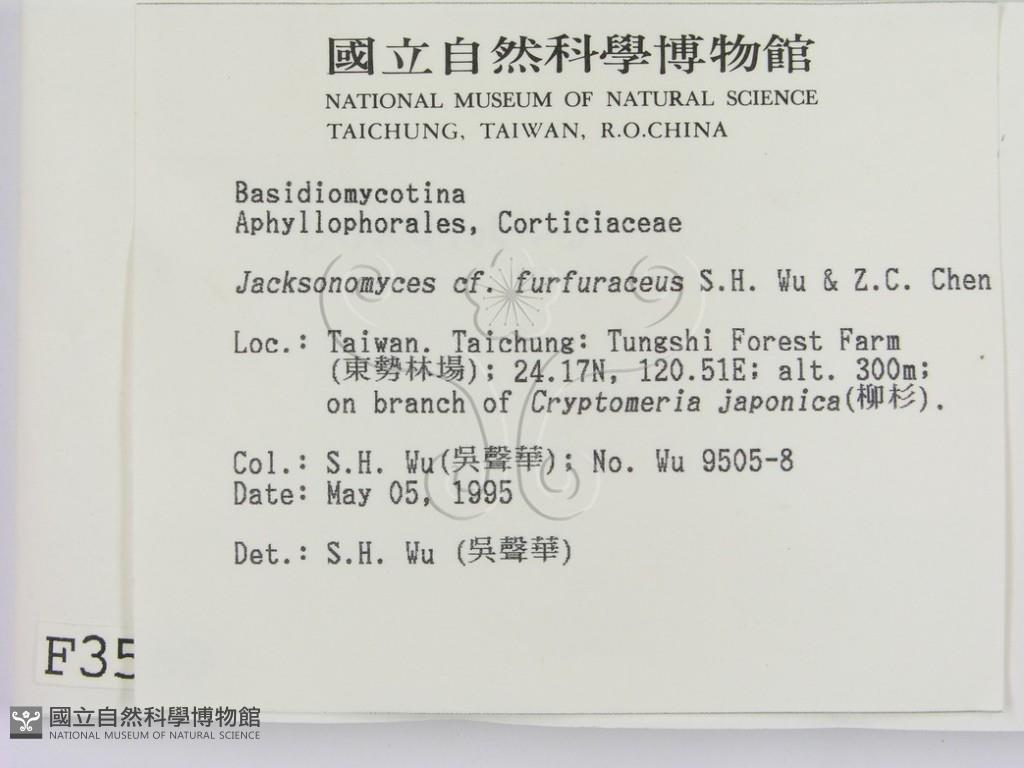 國立自然科學博物館
NATIONAL MUSEUM OF NATURAL SCIENCE
TAICHUNG, TAIWAN, R.O.CHINA
Basidiomycotina
Aphyllophorales, Corticiaceae
Jacksonomyces cf. furfuraceus S.H. Wu & Z.C. Chen
Loc.: Taiwan. Taichung: Tungshi Forest Farm
(東勢林場); 24.17N, 120.51E; alt. 300m;
on branch of Cryptomeria japonica(柳杉).
Col.: S.H. Wu(吳聲華); No. Wu 9505-8
Date: May 05, 1995
Det.: S.H. Wu (吳聲華)
F35
國立自然科學博物館
NATIONAL MUSEUM OF NATURAL SCIENCE